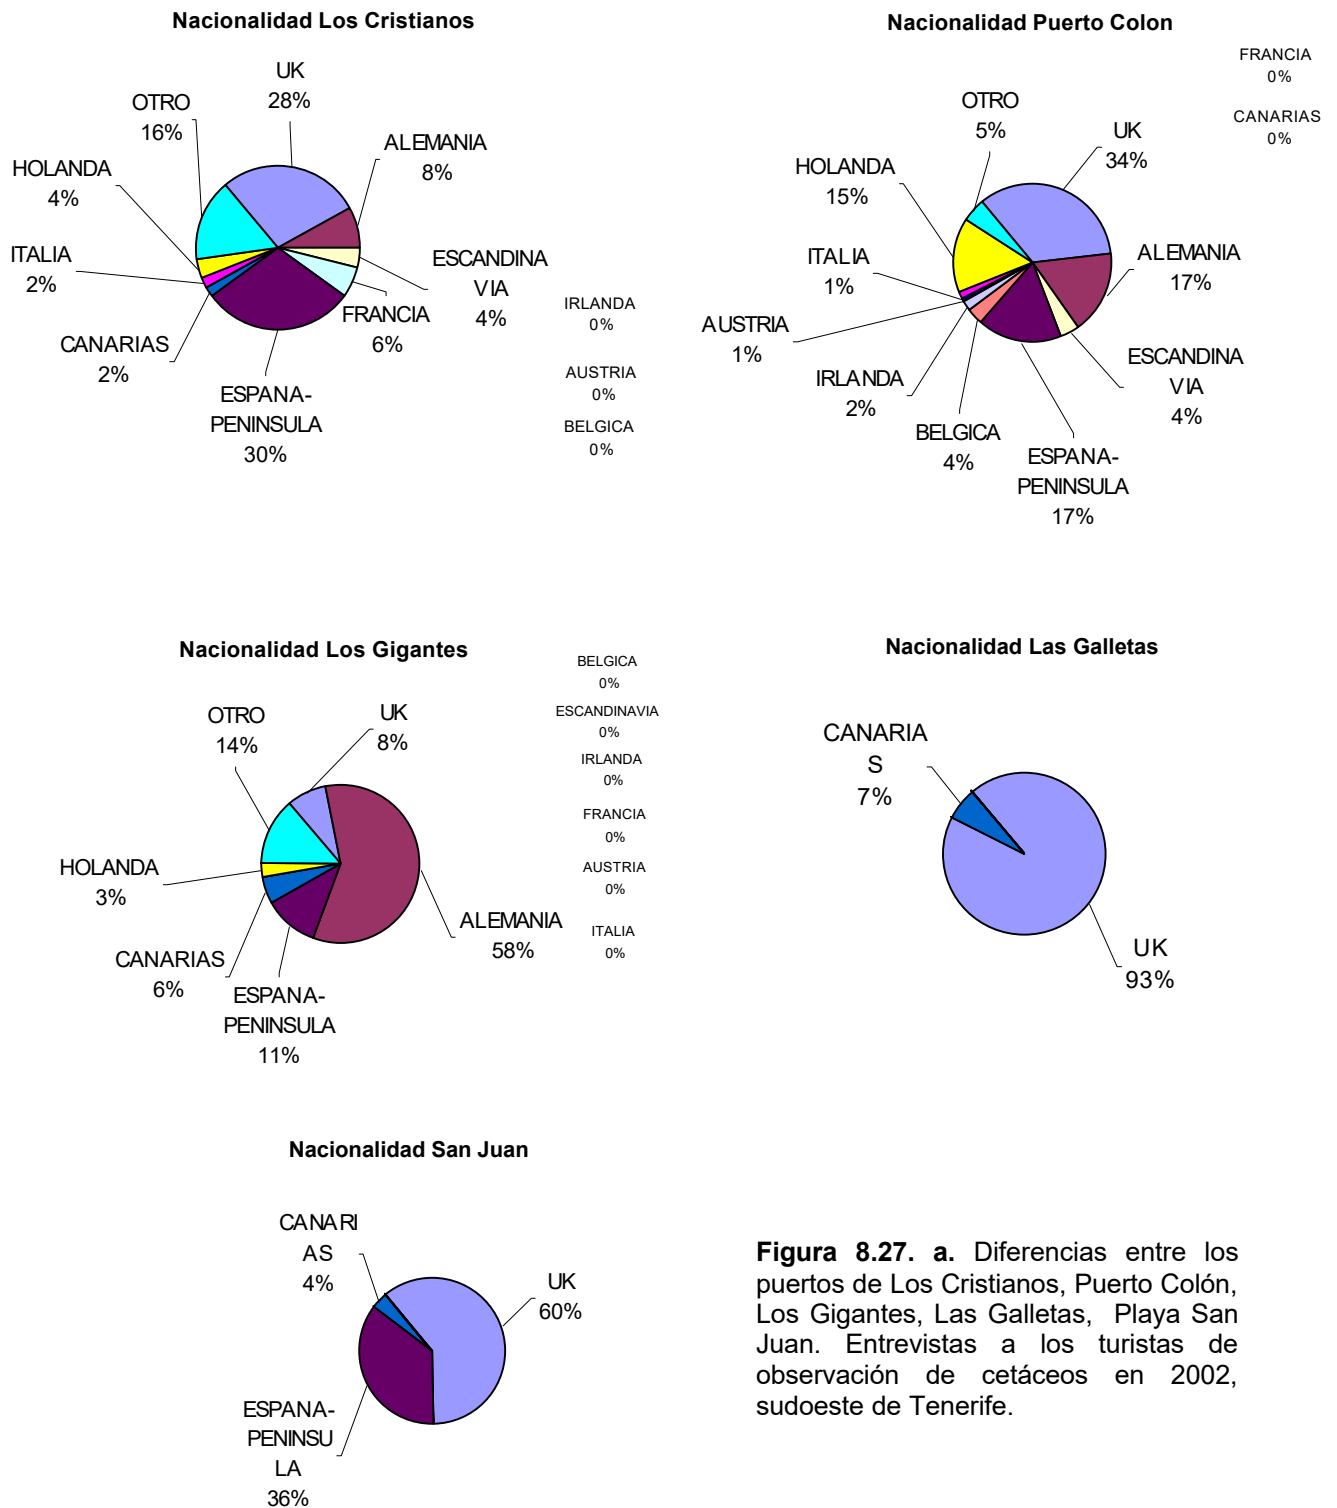 Nacionalidad Los Cristianos
UK
28%
OTRO
16%
ALEMANIA
8%
HOLANDA
4%
ITALIA
2%
ESCANDINA
VIA
4%
FRANCIA
6%
CANARIAS
2%
ESPANA-
PENINSULA
30%
IRLANDA
0%
AUSTRIA
0%
BELGICA
0%
Nacionalidad Puerto Colon
FRANCIA
0%
CANARIAS
0%
OTRO
5%
UK
34%
HOLANDA
15%
ALEMANIA
17%
ITALIA
1%
AUSTRIA
1%
IRLANDA
2%
BELGICA
4%
ESCANDINA
VIA
4%
ESPANA-
PENINSULA
17%
Nacionalidad Los Gigantes
BELGICA
0%
ESCANDINAVIA
0%
IRLANDA
0%
FRANCIA
0%
AUSTRIA
0%
ITALIA
0%
OTRO
14%
UK
8%
HOLANDA
3%
ALEMANIA
58%
CANARIAS
6%
ESPANA-
PENINSULA
11%
Nacionalidad Las Galletas
CANARIA
S
7%
UK
93%
Nacionalidad San Juan
CANARI
AS
4%
UK
60%
ESPANA-
PENINSU
LA
36%
Figura 8.27. a. Diferencias entre los
puertos de Los Cristianos, Puerto Colón,
Los Gigantes, Las Galletas, Playa San
Juan. Entrevistas a los turistas de
observación de cetáceos en 2002,
sudoeste de Tenerife.